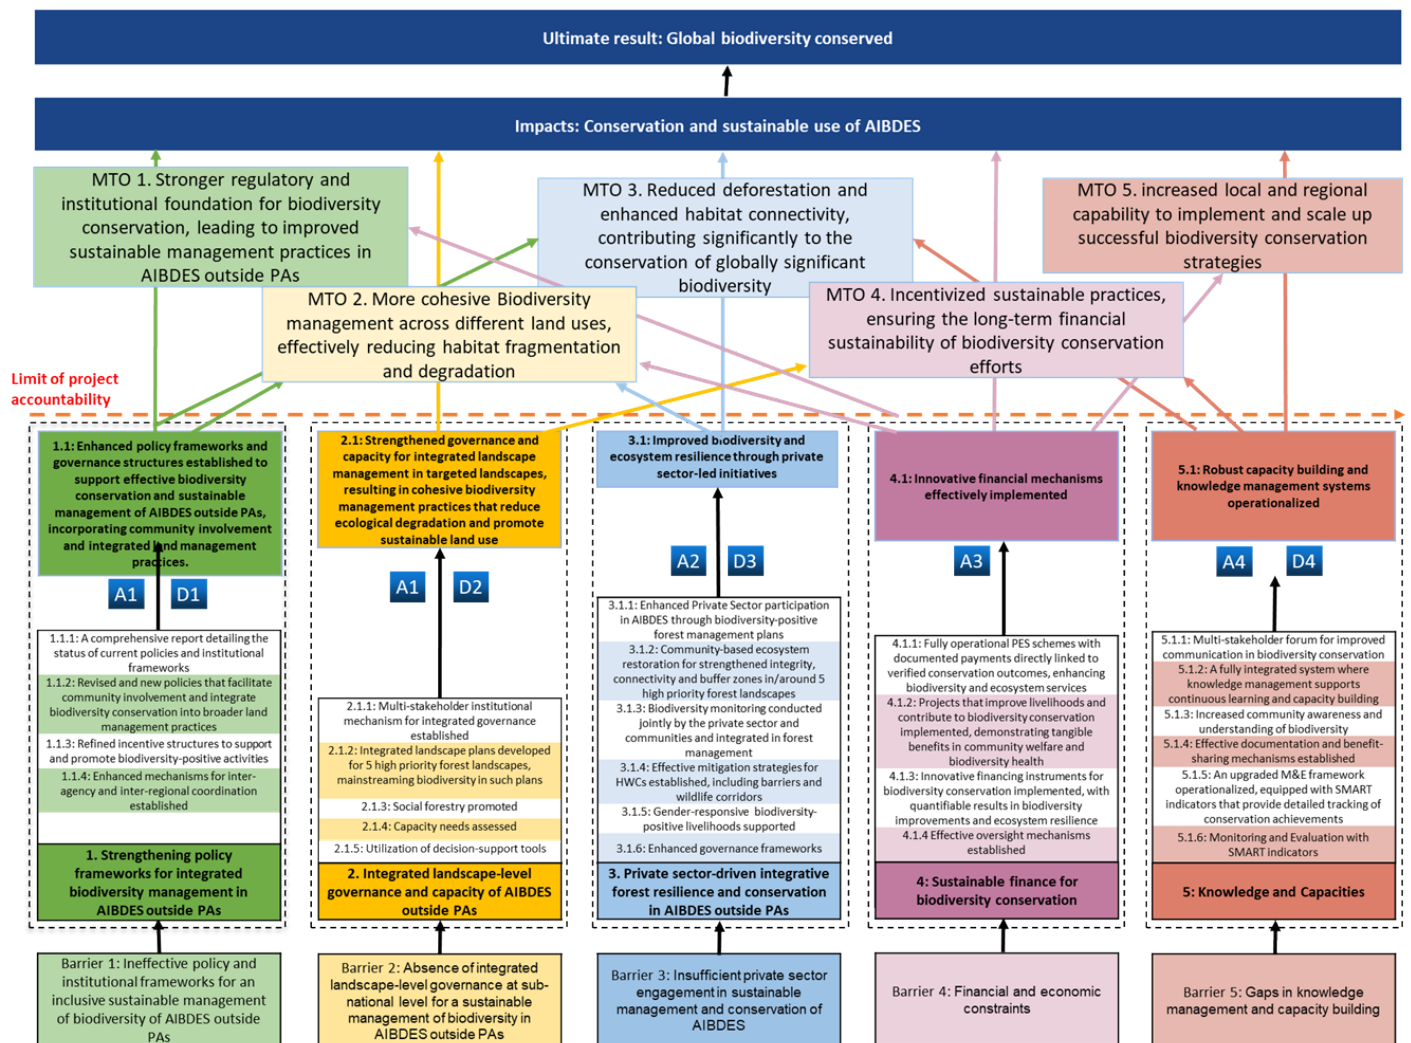 Ultimate result: Global biodiversity conserved
Impacts: Conservation and sustainable use of AIBDES
MTO 1. Stronger regulatory and
institutional foundation for biodiversity
conservation, leading to improved
sustainable management practices in
AIBDES outside PAs
MTO 3. Reduced deforestation and
enhanced habitat connectivity,
contributing significantly to the
conservation of globally significant
biodiversity
MTO 5. increased local and regional
capability to implement and scale up
successful biodiversity conservation
strategies
MTO 2. More cohesive Biodiversity
management across different land uses,
effectively reducing habitat fragmentation
and degradation
MTO 4. Incentivized sustainable practices,
ensuring the long-term financial
sustainability of biodiversity conservation
efforts
Limit of project
accountability
1.1: Enhanced policy frameworks and
governance structures established to
support effective biodiversity
conservation and sustainable
management of AIBDES outside PAs,
incorporating community involvement
and integrated land management
practices.
A1
D1
1.1.1: A comprehensive report detailing the
status of current policies and institutional
frameworks
1.1.2: Revised and new policies that facilitate
community involvement and integrate
biodiversity conservation into broader land
management practices
1.1.3: Refined incentive structures to support
and promote biodiversity-positive activities
1.1.4: Enhanced mechanisms for inter-
agency and inter-regional coordination
established
1. Strengthening policy
frameworks for integrated
biodiversity management in
AIBDES outside PAs
Barrier 1: Ineffective policy and
institutional frameworks for an
inclusive sustainable management
of biodiversity of AIBDES outside
PAs
2.1: Strengthened governance and
capacity for integrated landscape
management in targeted landscapes,
resulting in cohesive biodiversity
management practices that reduce
ecological degradation and promote
sustainable land use
A1
D2
2.1.1: Multi-stakeholder institutional
mechanism for integrated governance
established
2.1.2: Integrated landscape plans developed
for 5 high priority forest landscapes,
mainstreaming biodiversity in such plans
2.1.3: Social forestry promoted
2.1.4: Capacity needs assessed
2.1.5: Utilization of decision-support tools
2. Integrated landscape-level
governance and capacity of AIBDES
outside PAs
Barrier 2: Absence of integrated
landscape-level governance at sub-
national level for a sustainable
management of biodiversity in
AIBDES outside PAs
3.1: Improved biodiversity and
ecosystem resilience through private
sector-led initiatives
A2
D3
3.1.1: Enhanced Private Sector participation
in AIBDES through biodiversity-positive
forest management plans
3.1.2: Community-based ecosystem
restoration for strengthened integrity,
connectivity and buffer zones in/around 5
high priority forest landscapes
3.1.3: Biodiversity monitoring conducted
jointly by the private sector and
communities and integrated in forest
management
3.1.4: Effective mitigation strategies for
HWCs established, including barriers and
wildlife corridors
3.1.5: Gender-responsive biodiversity-
positive livelihoods supported
3.1.6: Enhanced governance frameworks
3. Private sector-driven integrative
forest resilience and conservation
in AIBDES outside PAs
Barrier 3: Insufficient private sector
engagement in sustainable
management and conservation of
AIBDES
4.1: Innovative financial mechanisms
effectively implemented
A3
4.1.1: Fully operational PES schemes with
documented payments directly linked to
verified conservation outcomes, enhancing
biodiversity and ecosystem services
4.1.2: Projects that improve livelihoods and
contribute to biodiversity conservation
implemented, demonstrating tangible
benefits in community welfare and
biodiversity health
4.1.3: Innovative financing instruments for
biodiversity conservation implemented, with
quantifiable results in biodiversity
improvements and ecosystem resilience
4.1.4 Effective oversight mechanisms
established
4: Sustainable finance for
biodiversity conservation
Barrier 4: Financial and economic
constraints
5.1: Robust capacity building and
knowledge management systems
operationalized
A4
D4
5.1.1: Multi-stakeholder forum for improved
communication in biodiversity conservation
5.1.2: A fully integrated system where
knowledge management supports
continuous learning and capacity building
5.1.3: Increased community awareness and
understanding of biodiversity
5.1.4: Effective documentation and benefit-
sharing mechanisms established
5.1.5: An upgraded M&E framework
operationalized, equipped with SMART
indicators that provide detailed tracking of
conservation achievements
5.1.6: Monitoring and Evaluation with
SMART indicators
5: Knowledge and Capacities
Barrier 5: Gaps in knowledge
management and capacity building